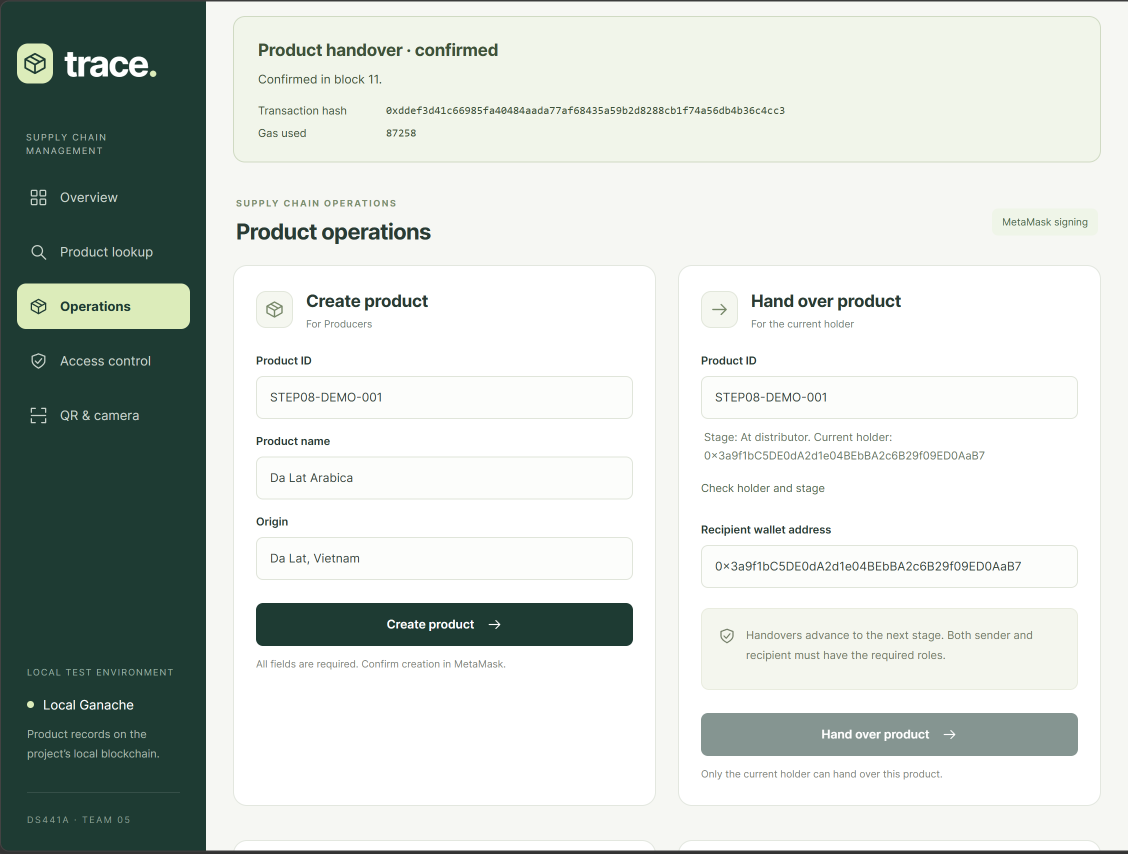 trace.
SUPPLY CHAIN
MANAGEMENT
Overview
Product lookup
Operations
Access control
QR & camera
LOCAL TEST ENVIRONMENT
Local Ganache
Product records on the
project's local blockchain.
DS441A · TEAM 05
Product handover · confirmed
Confirmed in block 11.
Transaction hash 0xddef3d41c66985fa40484aada77af68435a59b2d8288cb1f74a56db4b36c4cc3
Gas used 87258
SUPPLY CHAIN OPERATIONS
Product operations
MetaMask signing
Create product
For Producers
Product ID
STEP08-DEMO-001
Product name
Da Lat Arabica
Origin
Da Lat, Vietnam
Create product →
All fields are required. Confirm creation in MetaMask.
Hand over product
For the current holder
Product ID
STEP08-DEMO-001
Stage: At distributor. Current holder:
0×3a9f1bC5DE0dA2d1e04BEbBA2c6B29f09ED0AaB7
Check holder and stage
Recipient wallet address
0×3a9f1bC5DE0dA2d1e04BEbBA2c6B29f09ED0AaB7
Handovers advance to the next stage. Both sender and
recipient must have the required roles.
Hand over product →
Only the current holder can hand over this product.